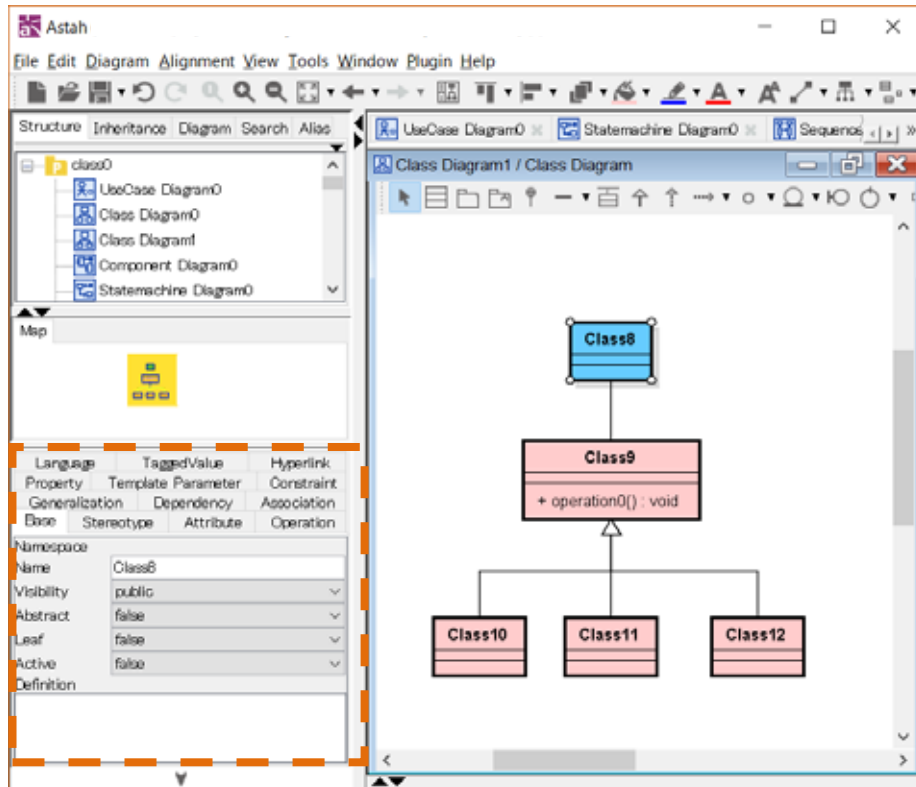 Astah
File Edit Diagram Alignment View Tools Window Plugin Help
Structure Inheritance Diagram Search Alias
class0
UseCase Diagram0
Class Diagram0
Class Diagram1
Component Diagram0
Statemachine Diagram0
Map
Language TaggedValue Hyperlink
Property Template Parameter Constraint
Generalization Dependency Association
Base Stereotype Attribute Operation
Namespace
Name Class8
Visibility public
Abstract false
Leaf false
Active false
Definition
UseCase Diagram0 Statemachine Diagram0 Sequence
Class Diagram1 / Class Diagram
Class8
Class9
+ operation0() : void
Class10 Class11 Class12